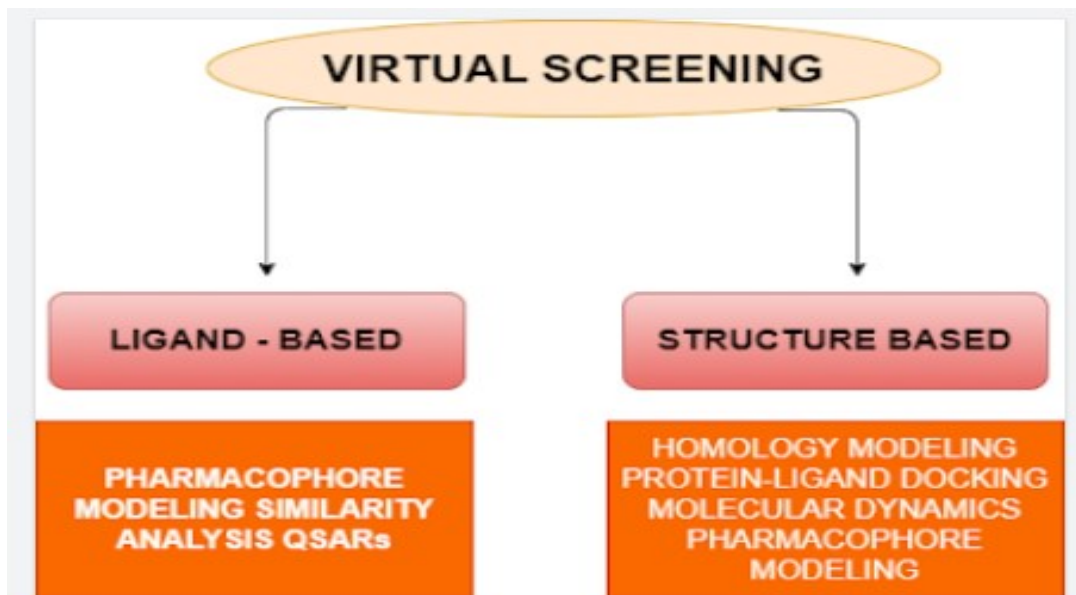 VIRTUAL SCREENING
LIGAND - BASED
STRUCTURE BASED
PHARMACOPHORE
MODELING SIMILARITY
ANALYSIS QSARs
HOMOLOGY MODELING
PROTEIN-LIGAND DOCKING
MOLECULAR DYNAMICS
PHARMACOPHORE
MODELING